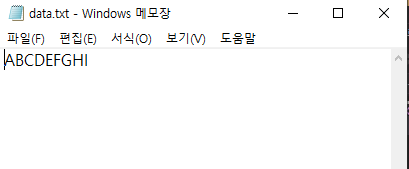 data.txt - Windows 메모장
파일(F) 편집(E) 서식(O) 보기(V) 도움말
ABCDEFGHI